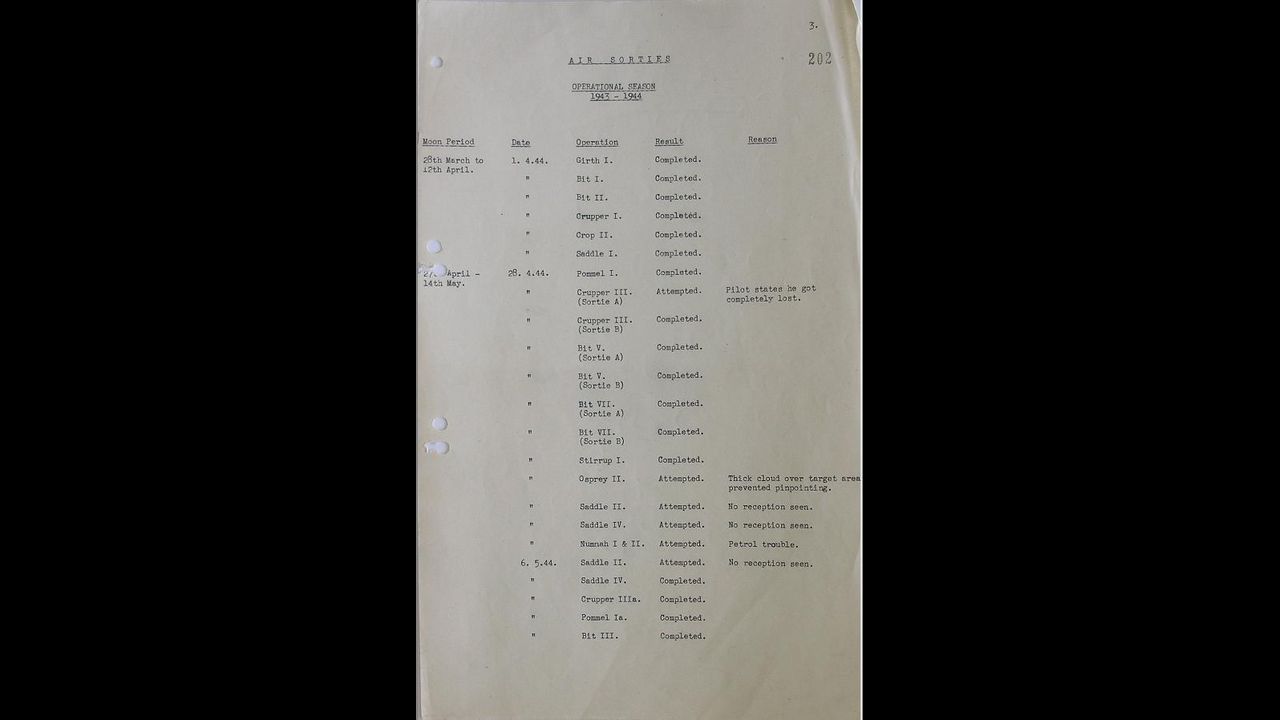 3.
202
AIR SORTIES
OPERATIONAL SEASON
1943 - 1944
Moon Period Date Operation Result Reason
28th March to 1. 4.44. Girth I. Completed.
12th April.
" Bit I. Completed.
" Bit II. Completed.
" Crupper I. Completed.
" Crop II. Completed.
" Saddle I. Completed.
April - 28. 4.44. Pommel I. Completed.
14th May.
" Crupper III. Attempted. Pilot states he got
(Sortie A) completely lost.
" Crupper III. Completed.
(Sortie B)
" Bit V. Completed.
(Sortie A)
" Bit V. Completed.
(Sortie B)
" Bit VII. Completed.
(Sortie A)
" Bit VII. Completed.
(Sortie B)
" Stirrup I. Completed.
" Osprey II. Attempted. Thick cloud over target area
prevented pinpointing.
" Saddle II. Attempted. No reception seen.
" Saddle IV. Attempted. No reception seen.
" Numnah I & II. Attempted. Petrol trouble.
6. 5.44. Saddle II. Attempted. No reception seen.
" Saddle IV. Completed.
" Crupper IIIa. Completed.
" Pommel Ia. Completed.
" Bit III. Completed.